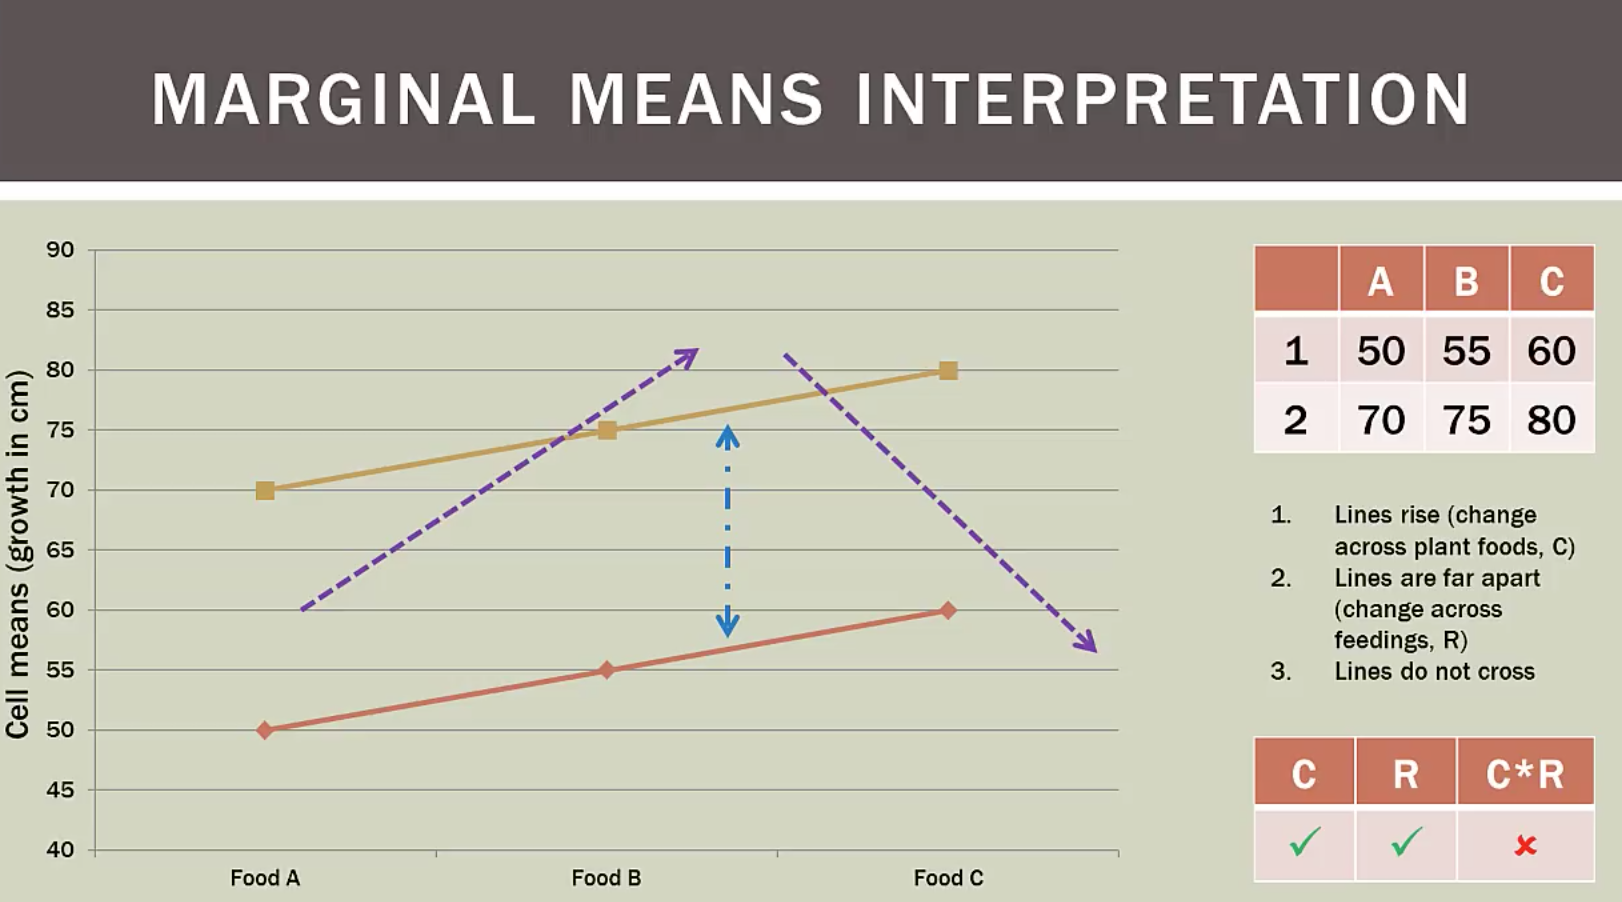 MARGINAL MEANS INTERPRETATION
Cell means (growth in cm)
90
85
80
75
70
65
60
55
50
45
40
Food A Food B Food C
A B C
1 50 55 60
2 70 75 80
1. Lines rise (change
across plant foods, C)
2. Lines are far apart
(change across
feedings, R)
3. Lines do not cross
C R C*R
✓ ✓ ✘